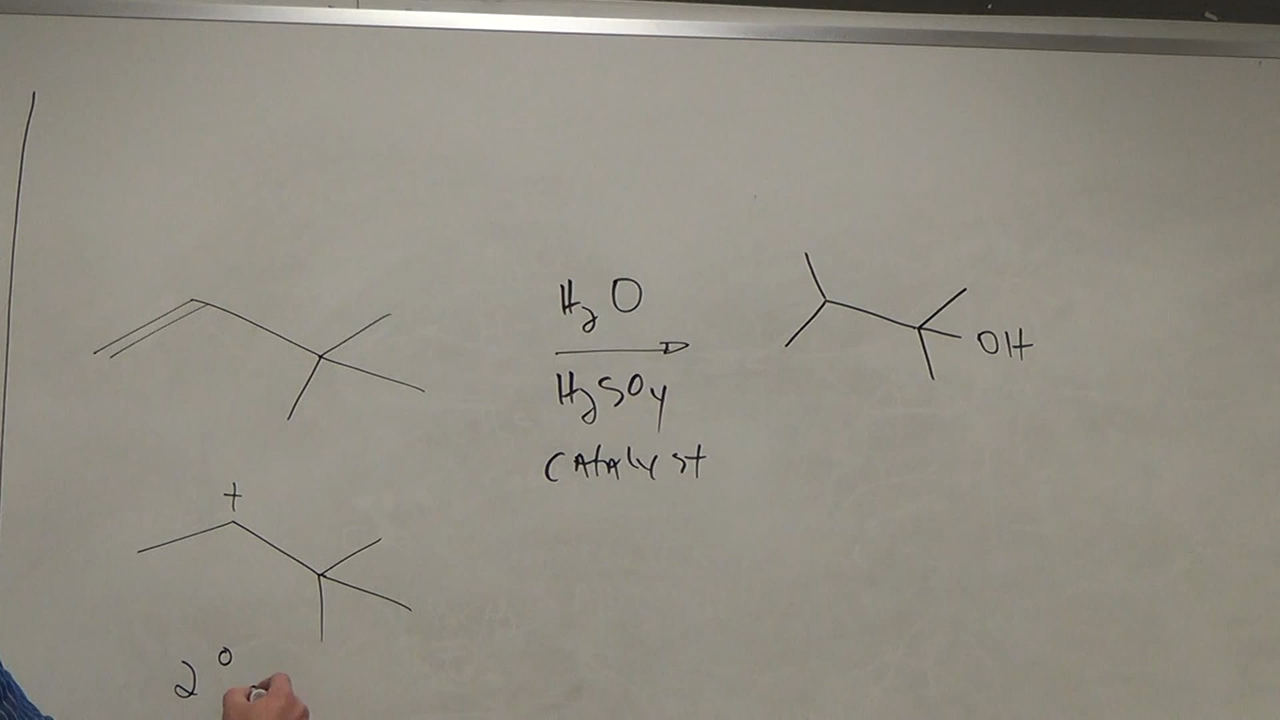 H₂O
H₂SO₄
CAtAlyst
OH
+
2°